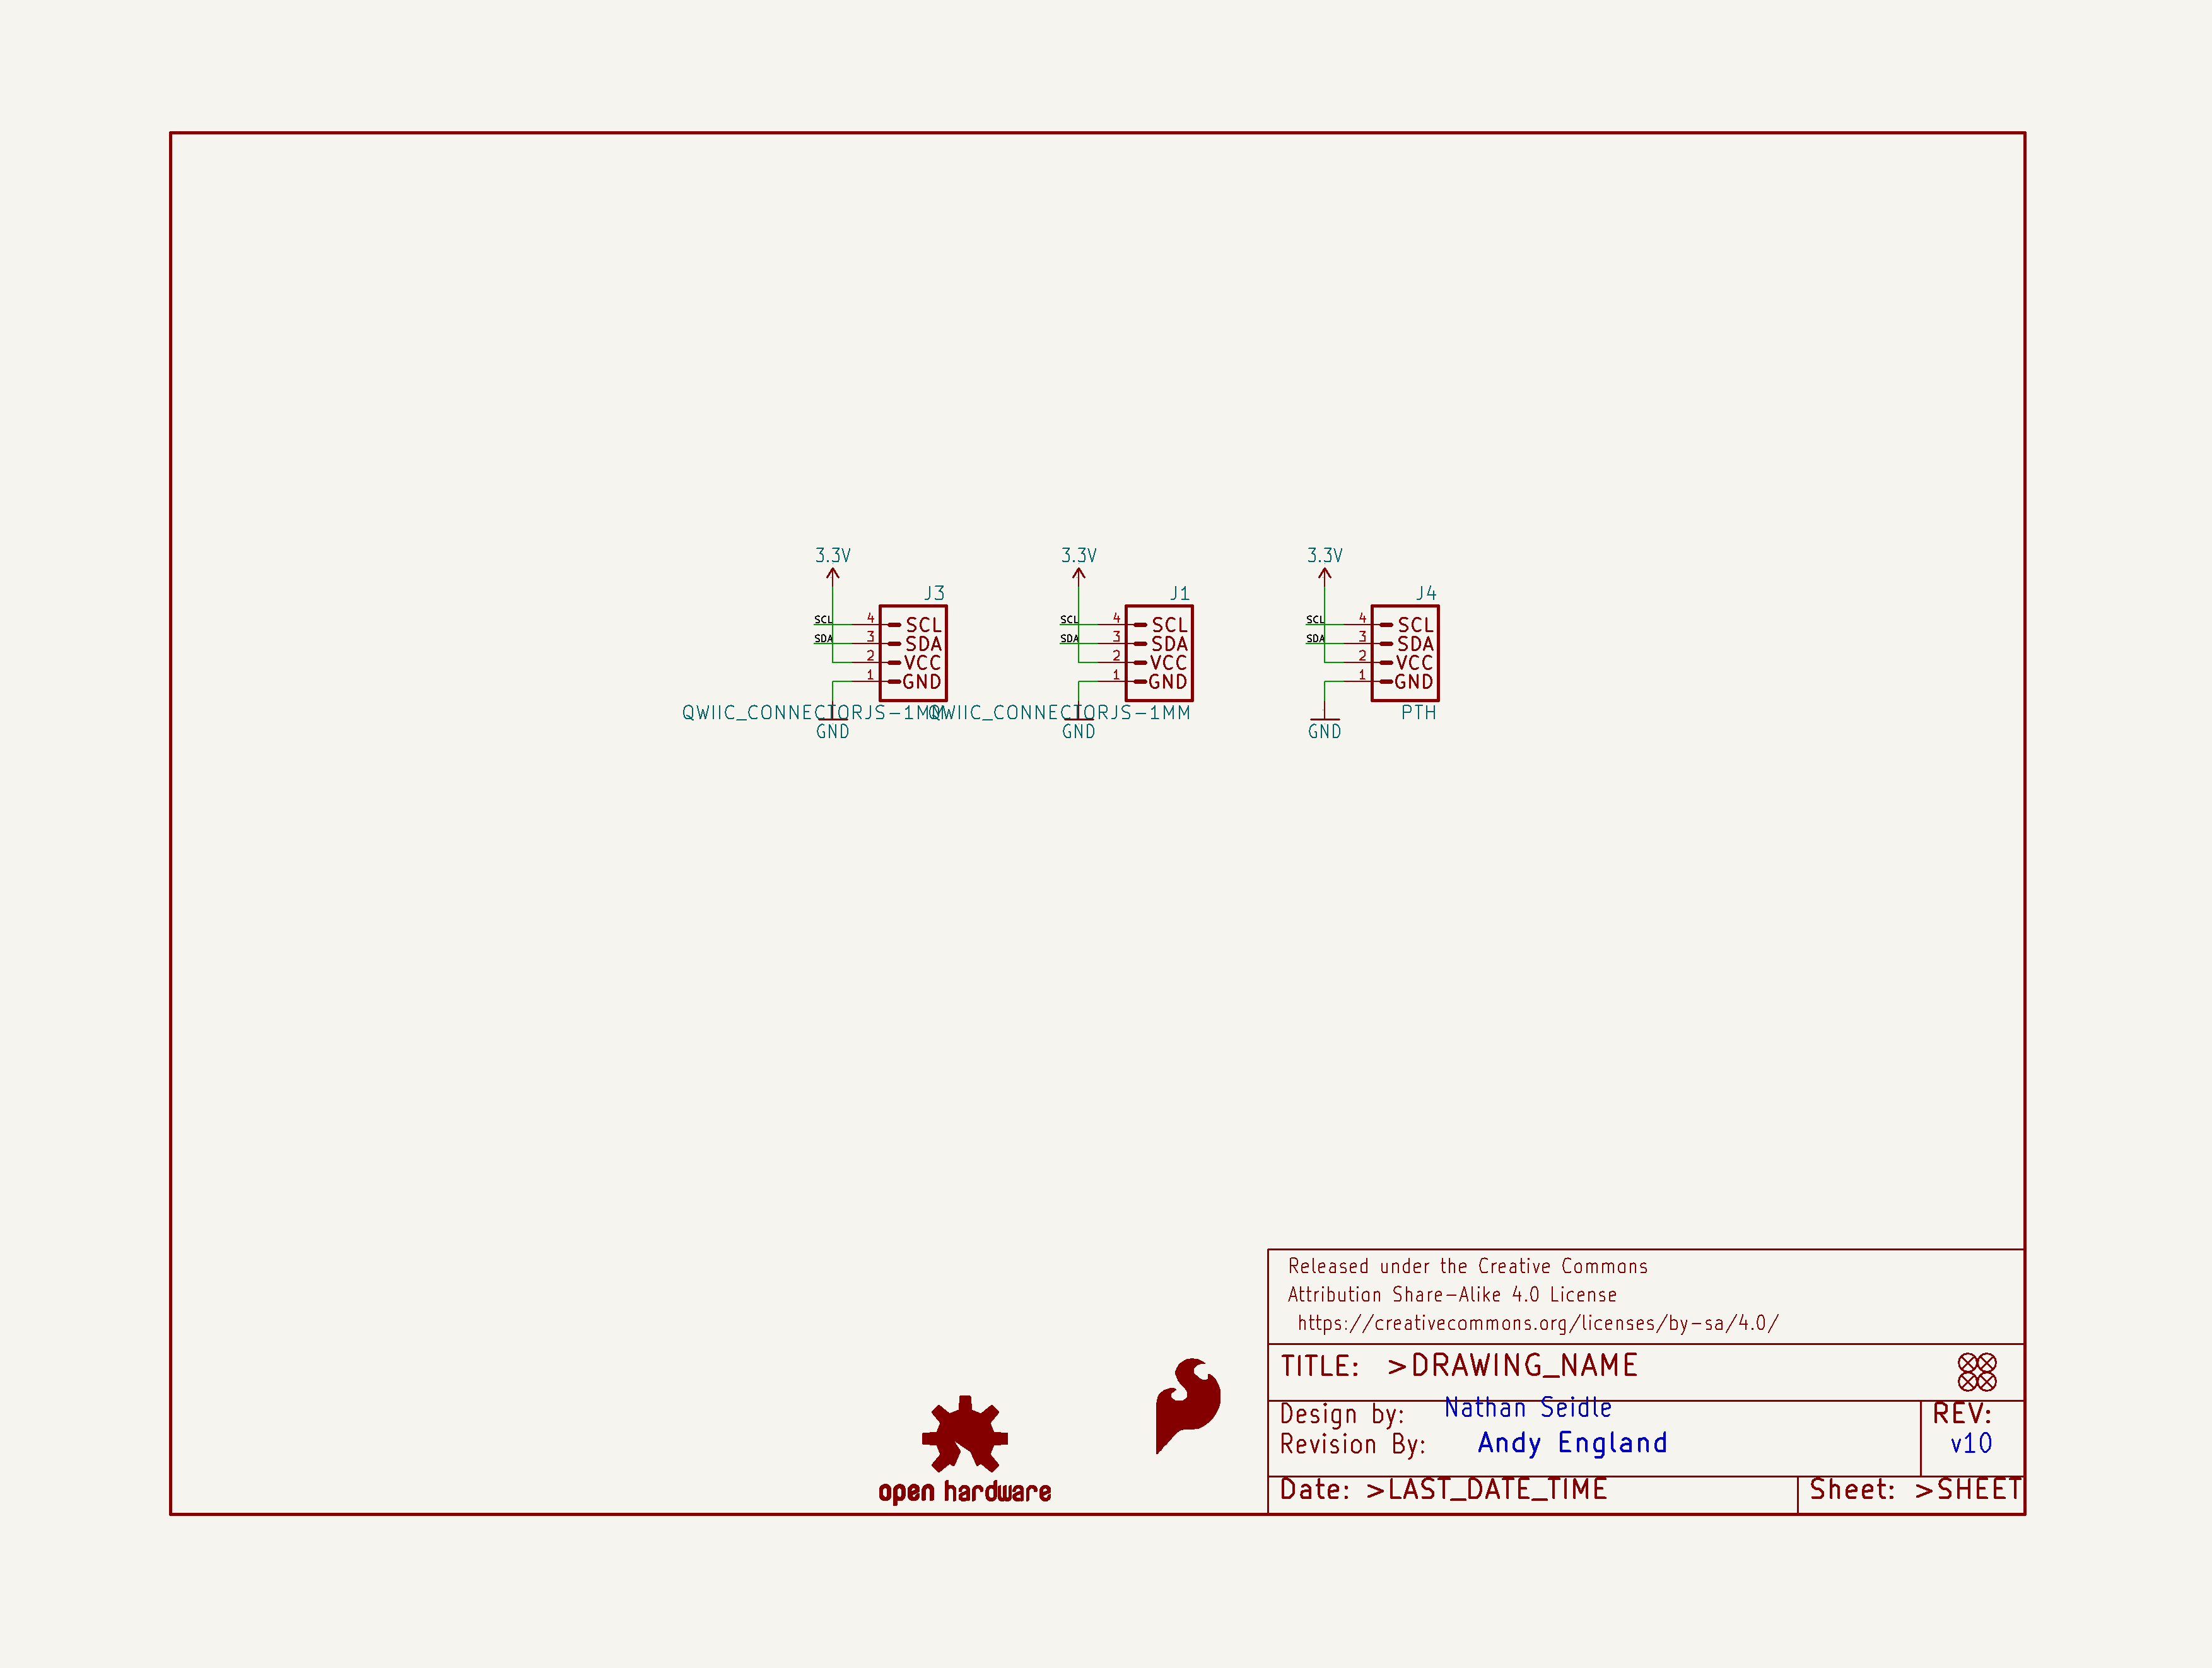 3.3V
J3
SCL
SDA
4
3
2
1
SCL
SDA
VCC
GND
QWIIC_CONNECTORJS-1MM
GND
3.3V
J1
SCL
SDA
4
3
2
1
SCL
SDA
VCC
GND
QWIIC_CONNECTORJS-1MM
GND
3.3V
J4
SCL
SDA
4
3
2
1
SCL
SDA
VCC
GND
PTH
GND
Released under the Creative Commons
Attribution Share-Alike 4.0 License
https://creativecommons.org/licenses/by-sa/4.0/
TITLE: >DRAWING_NAME
Design by: Nathan Seidle
Revision By: Andy England
REV:
v10
Date: >LAST_DATE_TIME
Sheet: >SHEET
open hardware